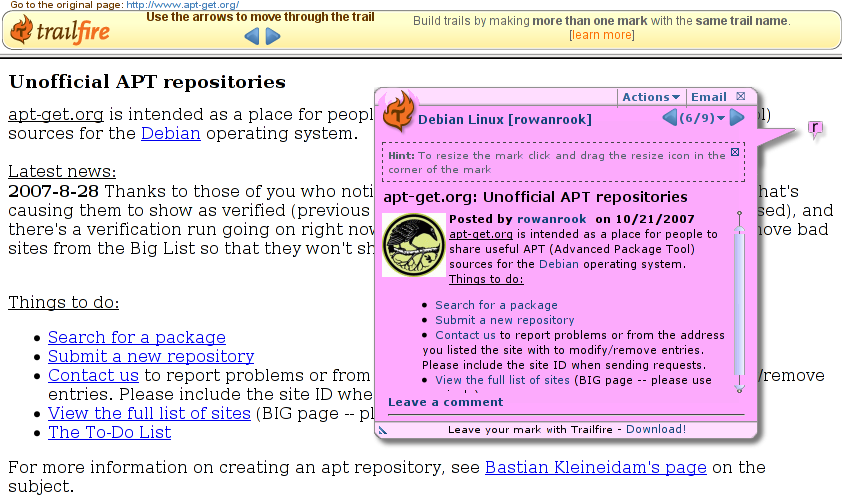 Go to the original page: http://www.apt-get.org/
trailfire
Use the arrows to move through the trail
Build trails by making more than one mark with the same trail name.
[learn more]
Unofficial APT repositories
apt-get.org is intended as a place for peopl
ol)
sources for the Debian operating system.
Latest news:
2007-8-28 Thanks to those of you who noti
hat's
causing them to show as verified (previous
sed), and
there's a verification run going on right now
move bad
sites from the Big List so that they won't sh
Things to do:
• Search for a package
• Submit a new repository
• Contact us to report problems or from
/remove
entries. Please include the site ID whe
• View the full list of sites (BIG page -- pl
• The To-Do List
For more information on creating an apt repository, see Bastian Kleineidam's page on the
subject.
Actions Email
Debian Linux [rowanrook]
(6/9)
r
Hint: To resize the mark click and drag the resize icon in the
corner of the mark
apt-get.org: Unofficial APT repositories
Posted by rowanrook on 10/21/2007
apt-get.org is intended as a place for people to
share useful APT (Advanced Package Tool)
sources for the Debian operating system.
Things to do:
• Search for a package
• Submit a new repository
• Contact us to report problems or from the address
you listed the site with to modify/remove entries.
Please include the site ID when sending requests.
• View the full list of sites (BIG page -- please use
Leave a comment
Leave your mark with Trailfire - Download!